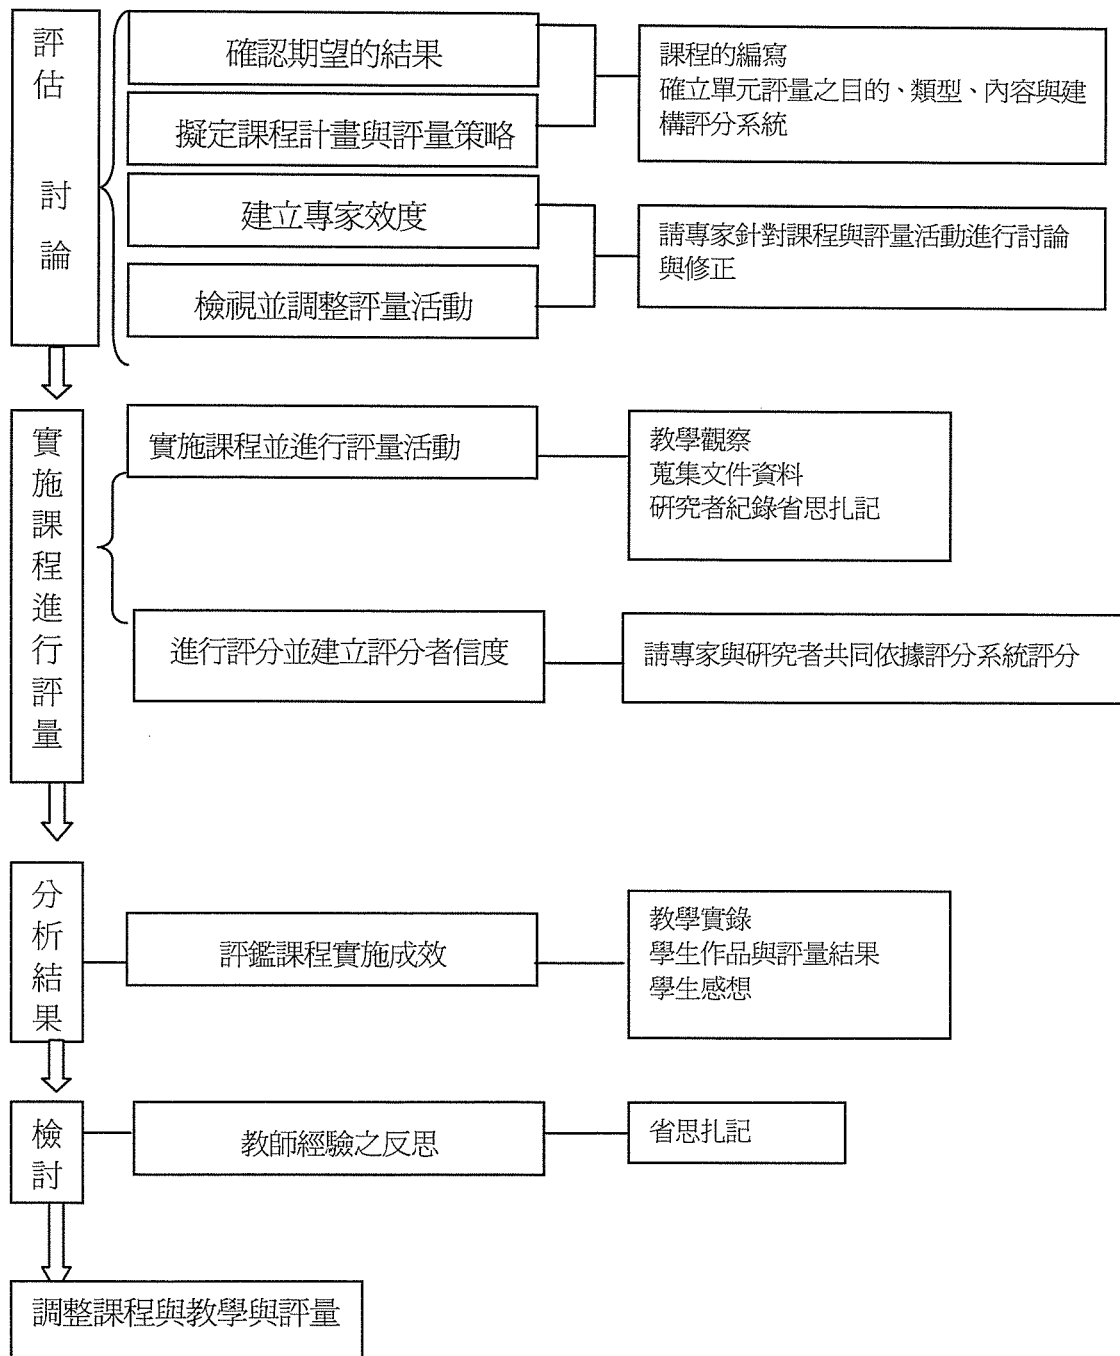 評估 討論
確認期望的結果
擬定課程計畫與評量策略
課程的編寫
確立單元評量之目的、類型、內容與建
構評分系統
建立專家效度
檢視並調整評量活動
請專家針對課程與評量活動進行討論
與修正
實施課程進行評量
實施課程並進行評量活動
教學觀察
蒐集文件資料
研究者紀錄省思扎記
進行評分並建立評分者信度
請專家與研究者共同依據評分系統評分
分析結果
評鑑課程實施成效
教學實錄
學生作品與評量結果
學生感想
檢討
教師經驗之反思
省思扎記
調整課程與教學與評量